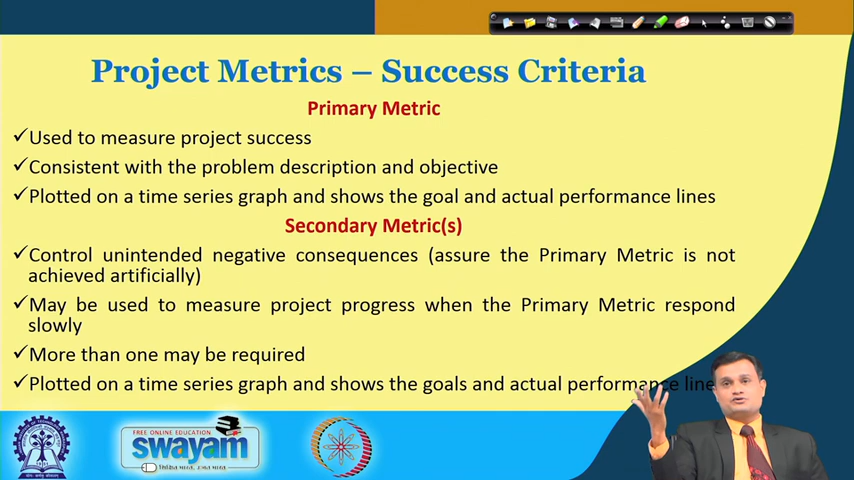 Project Metrics – Success Criteria
Primary Metric
✓Used to measure project success
✓Consistent with the problem description and objective
✓Plotted on a time series graph and shows the goal and actual performance lines
Secondary Metric(s)
✓Control unintended negative consequences (assure the Primary Metric is not
achieved artificially)
✓May be used to measure project progress when the Primary Metric respond
slowly
✓More than one may be required
✓Plotted on a time series graph and shows the goals and actual performance line
FREE ONLINE EDUCATION
swayam